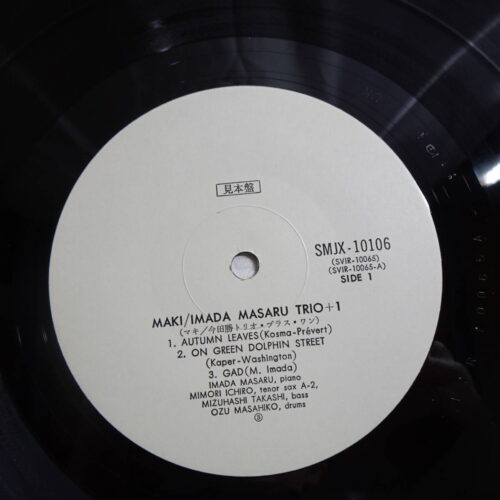 見本盤
SMJX-10106
(SVIR-10065)
(SVIR-10065-A)
SIDE 1
MAKI/IMADA MASARU TRIO+1
(マキ/今田勝トリオ・プラス・ワン)
1. AUTUMN LEAVES(Kosma-Prévert)
2. ON GREEN DOLPHIN STREET
(Kaper-Washington)
3. GAD(M. Imada)
IMADA MASARU, piano
MIMORI ICHIRO, tenor sax A-2,
MIZUHASHI TAKASHI, bass
OZU MASAHIKO, drums